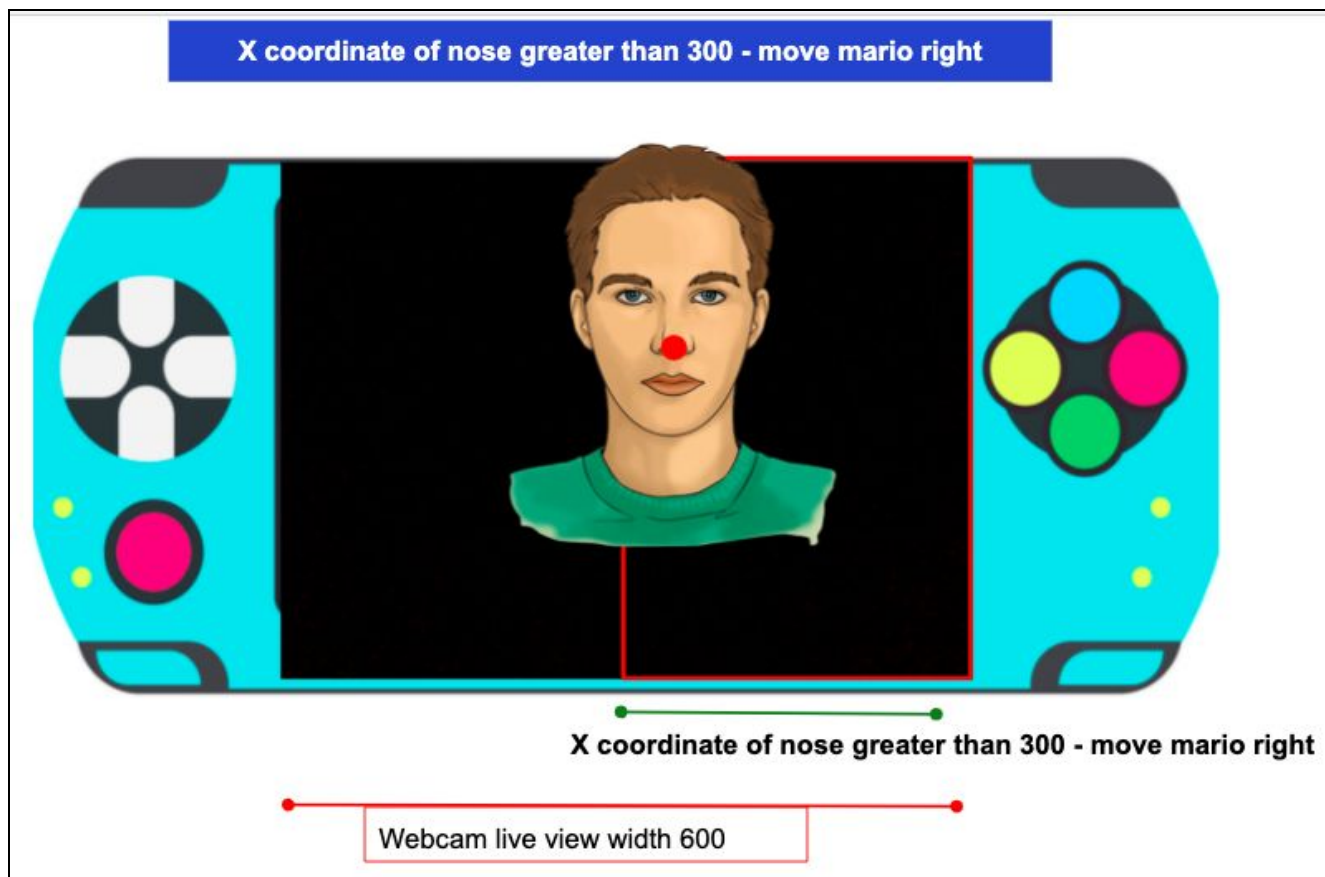 X coordinate of nose greater than 300 - move mario right
X coordinate of nose greater than 300 - move mario right
Webcam live view width 600